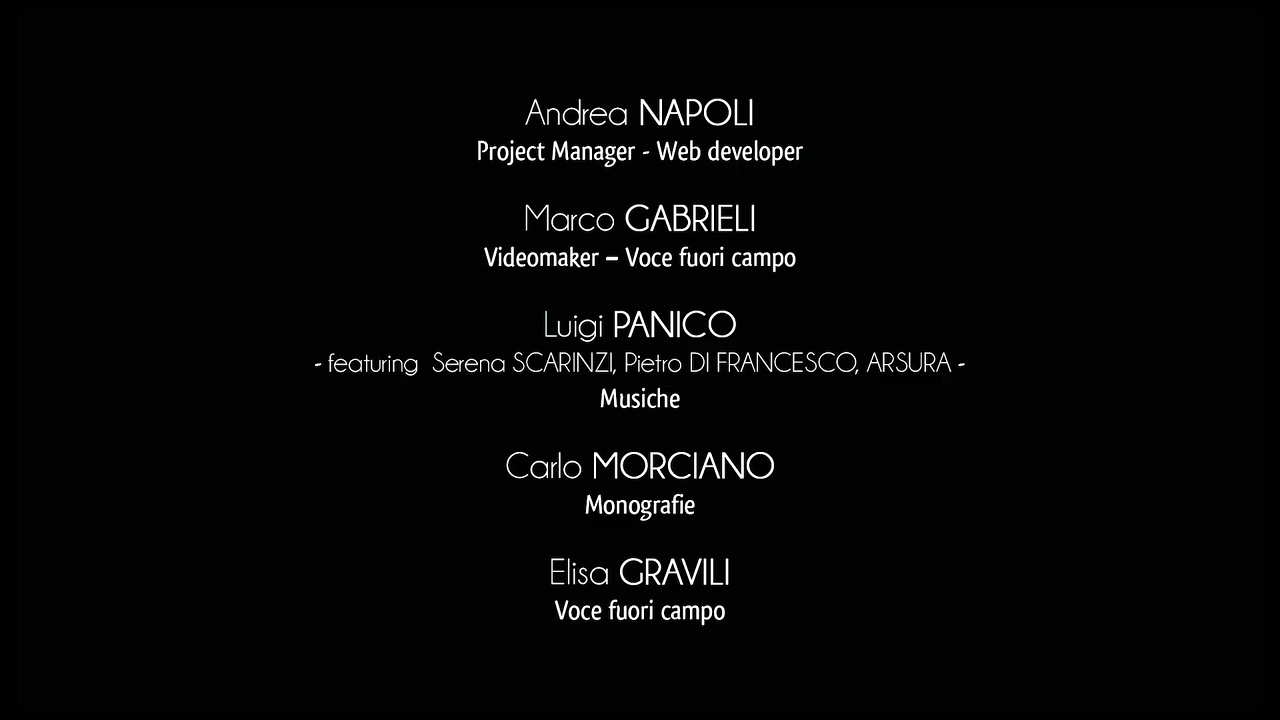 Andrea NAPOLI
Project Manager - Web developer
Marco GABRIELI
Videomaker – Voce fuori campo
Luigi PANICO
- featuring  Serena SCARINZI, Pietro DI FRANCESCO, ARSURA -
Musiche
Carlo MORCIANO
Monografie
Elisa GRAVILI
Voce fuori campo